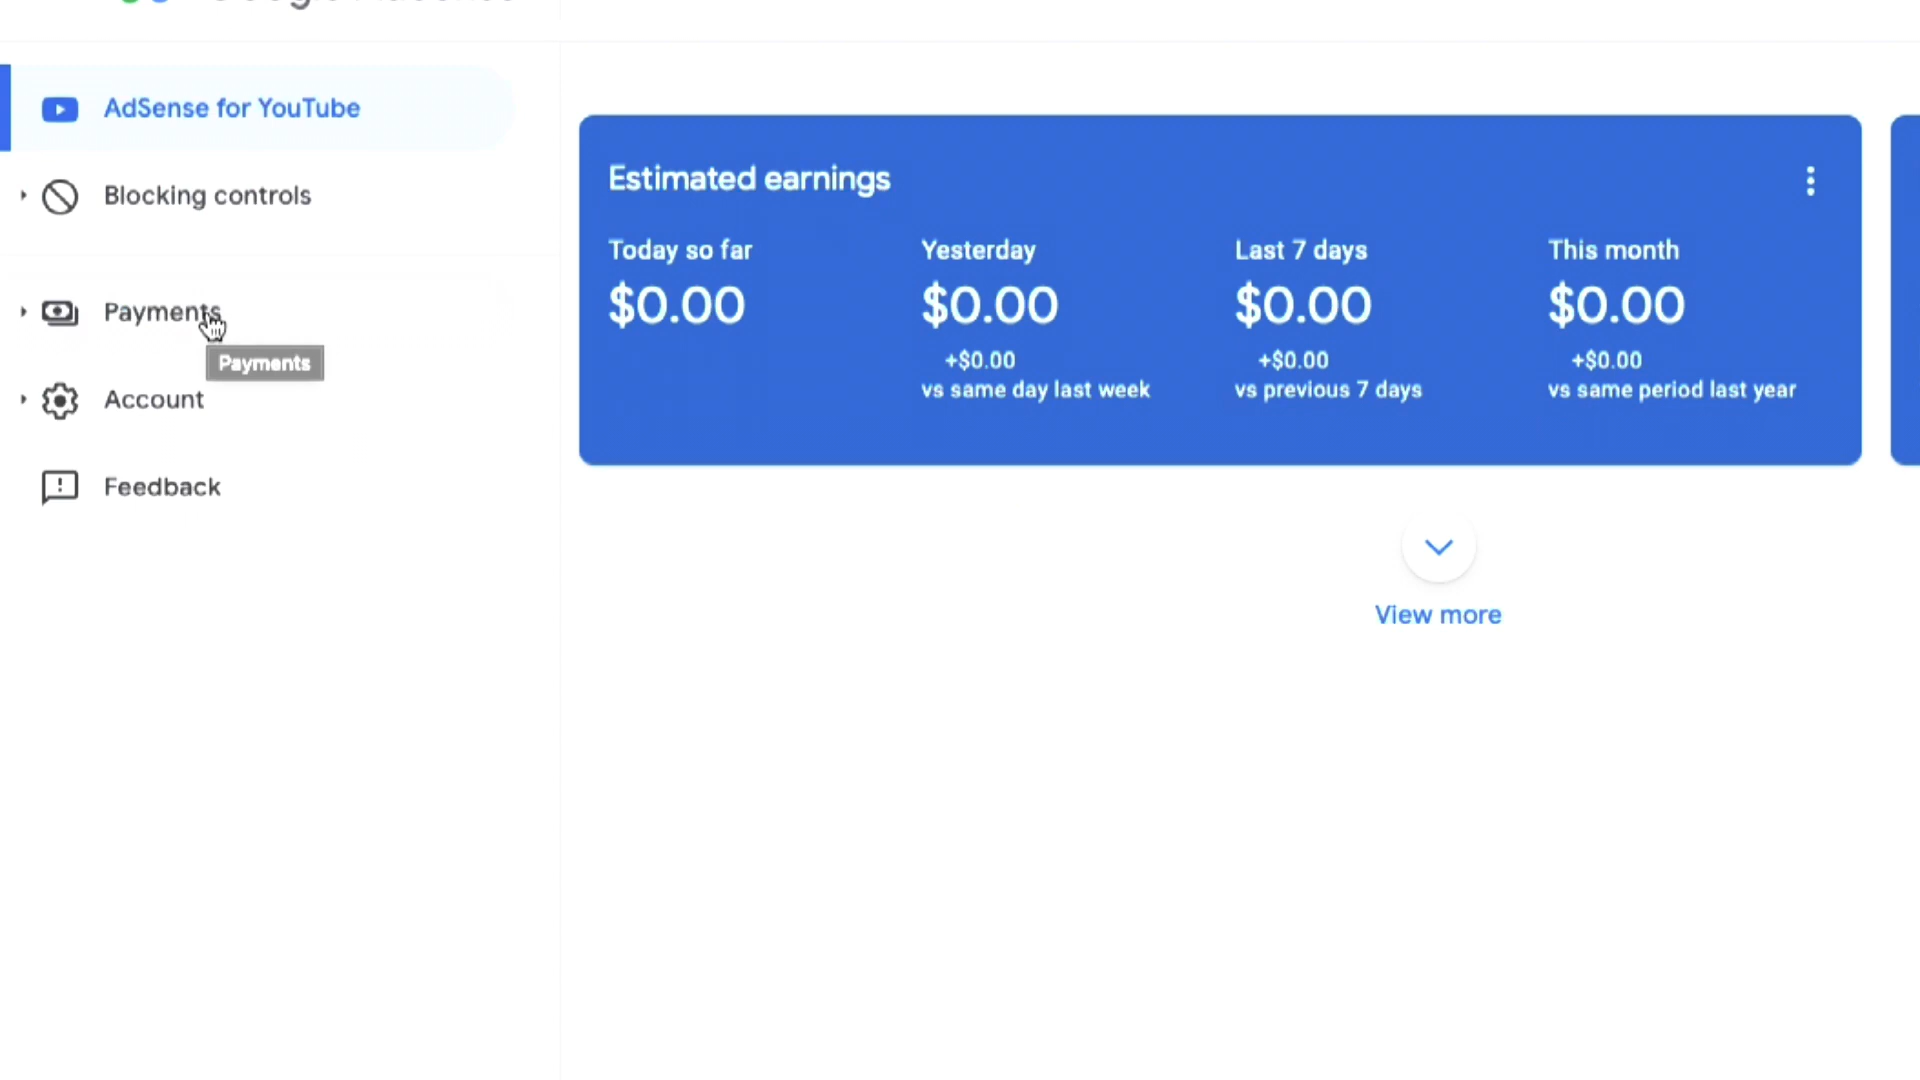 AdSense for YouTube
Blocking controls
Payments
Payments
Account
Feedback
Estimated earnings
Today so far
$0.00
Yesterday
$0.00
+$0.00
vs same day last week
Last 7 days
$0.00
+$0.00
vs previous 7 days
This month
$0.00
+$0.00
vs same period last year
View more